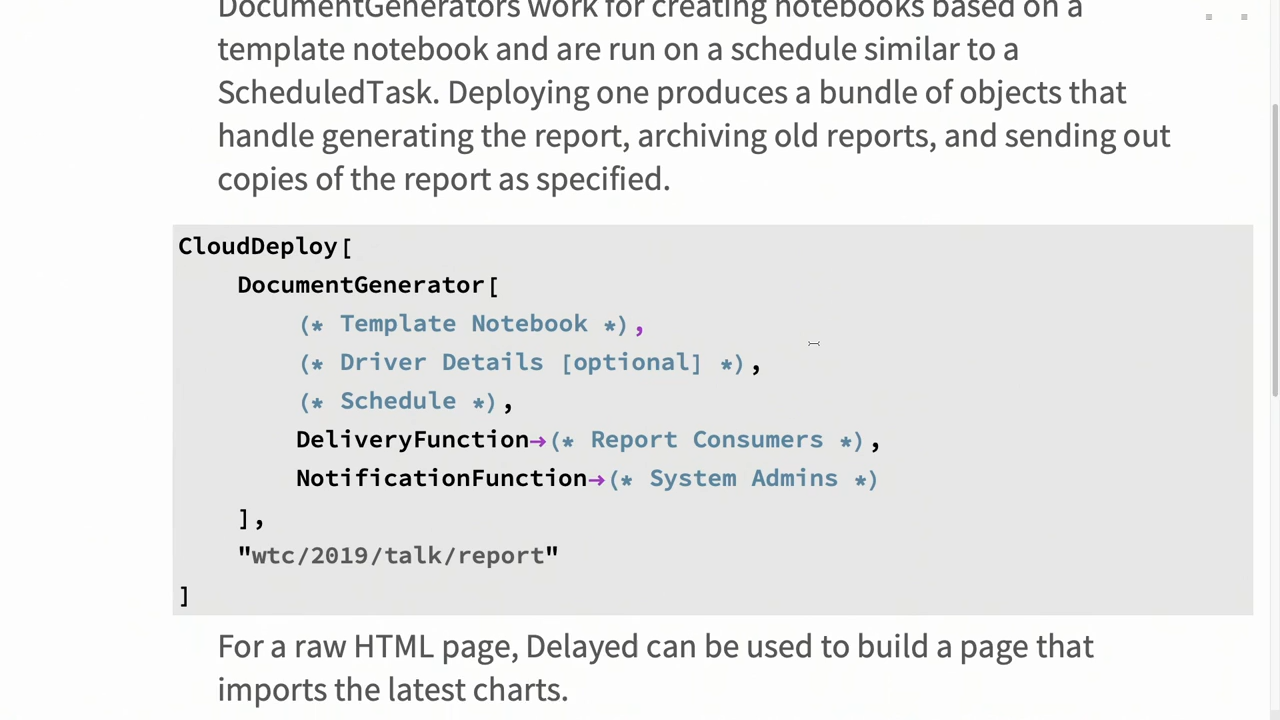 DocumentGenerators work for creating notebooks based on a
template notebook and are run on a schedule similar to a
ScheduledTask. Deploying one produces a bundle of objects that
handle generating the report, archiving old reports, and sending out
copies of the report as specified.
CloudDeploy[
DocumentGenerator[
(* Template Notebook *),
(* Driver Details [optional] *),
(* Schedule *),
DeliveryFunction→(* Report Consumers *),
NotificationFunction→(* System Admins *)
],
"wtc/2019/talk/report"
]
For a raw HTML page, Delayed can be used to build a page that
imports the latest charts.